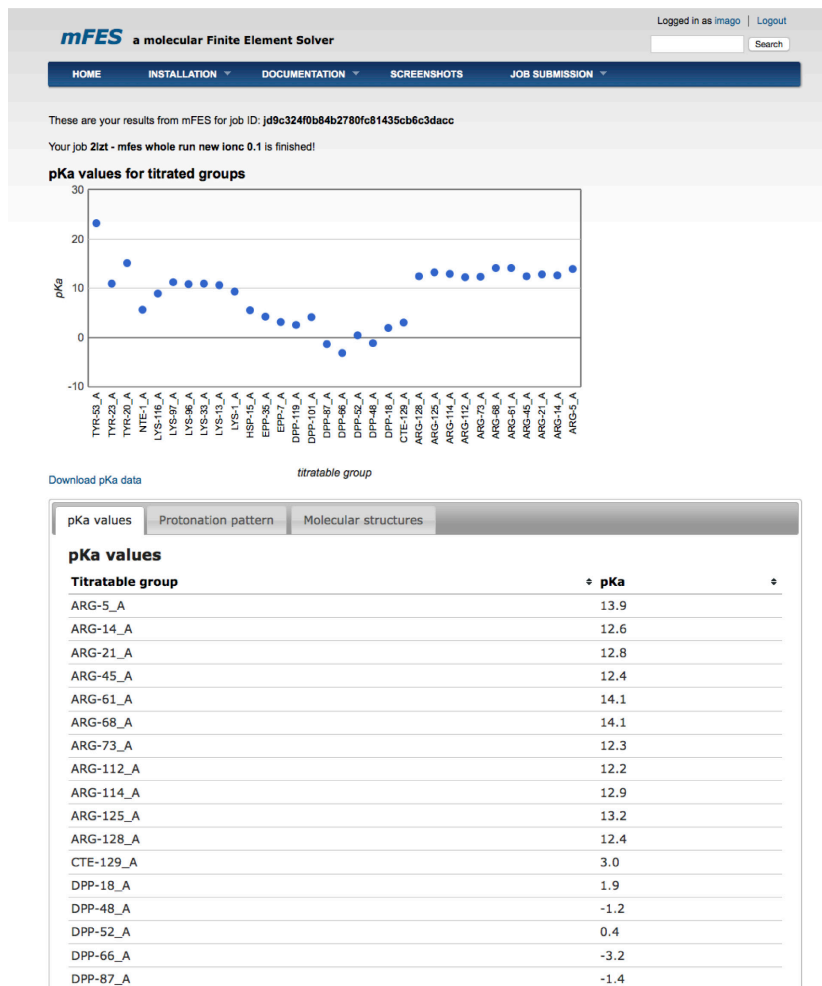 Logged in as imago | Logout
mFES a molecular Finite Element Solver
Search
HOME INSTALLATION DOCUMENTATION SCREENSHOTS JOB SUBMISSION
These are your results from mFES for job ID: jd9c324f0b84b2780fc81435cb6c3dacc
Your job 2lzt - mfes whole run new ionc 0.1 is finished!
pKa values for titrated groups
30
20
10
0
-10
pKa
TYR-53_A
TYR-23_A
TYR-20_A
NTE-1_A
LYS-116_A
LYS-97_A
LYS-96_A
LYS-33_A
LYS-13_A
LYS-1_A
HSP-15_A
EPP-35_A
EPP-7_A
DPP-119_A
DPP-101_A
DPP-87_A
DPP-66_A
DPP-52_A
DPP-48_A
DPP-18_A
CTE-129_A
ARG-128_A
ARG-125_A
ARG-114_A
ARG-112_A
ARG-73_A
ARG-68_A
ARG-61_A
ARG-45_A
ARG-21_A
ARG-14_A
ARG-5_A
titratable group
Download pKa data
pKa values Protonation pattern Molecular structures
pKa values
Titratable group pKa
ARG-5_A 13.9
ARG-14_A 12.6
ARG-21_A 12.8
ARG-45_A 12.4
ARG-61_A 14.1
ARG-68_A 14.1
ARG-73_A 12.3
ARG-112_A 12.2
ARG-114_A 12.9
ARG-125_A 13.2
ARG-128_A 12.4
CTE-129_A 3.0
DPP-18_A 1.9
DPP-48_A -1.2
DPP-52_A 0.4
DPP-66_A -3.2
DPP-87_A -1.4